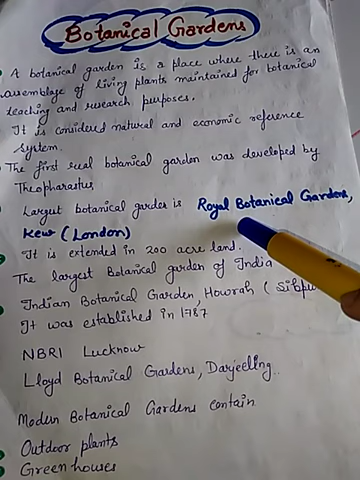 Botanical Gardens
A botanical garden is a place where there is an
assemblage of living plants maintained for botanical
teaching and research purposes.
It is considered natural and economic reference
system.
The first real botanical garden was developed by
Theophrastus
Largest botanical garden is Royal Botanical Gardens,
Kew (London)
It is extended in 200 acre land.
The largest Botanical garden of India
Indian Botanical Garden, Howrah ( Sibpu
It was established in 1787
NBRI Lucknow
Lloyd Botanical Gardens, Darjeeling.
Modern Botanical Gardens contain
Outdoor plants
Green houses